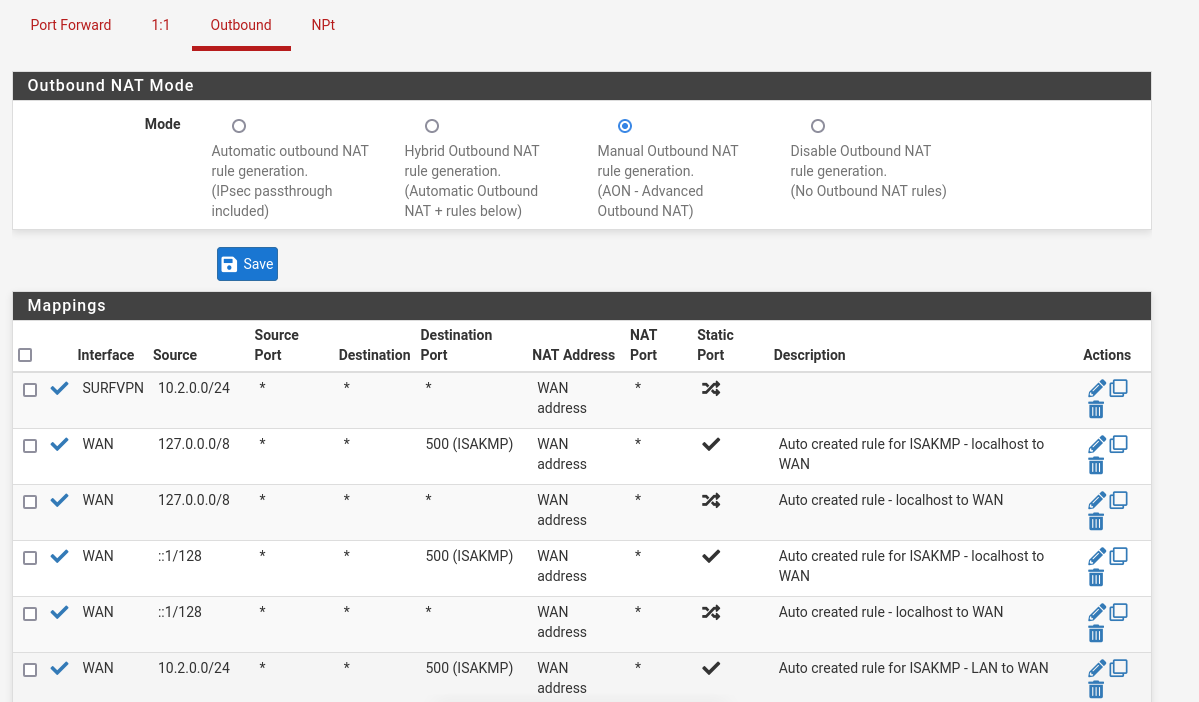 Port Forward 1:1 Outbound NPt
Outbound NAT Mode
Mode
Automatic outbound NAT
rule generation.
(IPsec passthrough
included)
Hybrid Outbound NAT
rule generation.
(Automatic Outbound
NAT + rules below)
Manual Outbound NAT
rule generation.
(AON - Advanced
Outbound NAT)
Disable Outbound NAT
rule generation.
(No Outbound NAT rules)
Save
Mappings
Interface Source Source Port Destination Destination Port NAT Address NAT Port Static Port Description Actions
SURFVPN 10.2.0.0/24 * * * WAN address *
WAN 127.0.0.0/8 * * 500 (ISAKMP) WAN address * Auto created rule for ISAKMP - localhost to WAN
WAN 127.0.0.0/8 * * * WAN address * Auto created rule - localhost to WAN
WAN ::1/128 * * 500 (ISAKMP) WAN address * Auto created rule for ISAKMP - localhost to WAN
WAN ::1/128 * * * WAN address * Auto created rule - localhost to WAN
WAN 10.2.0.0/24 * * 500 (ISAKMP) WAN address * Auto created rule for ISAKMP - LAN to WAN